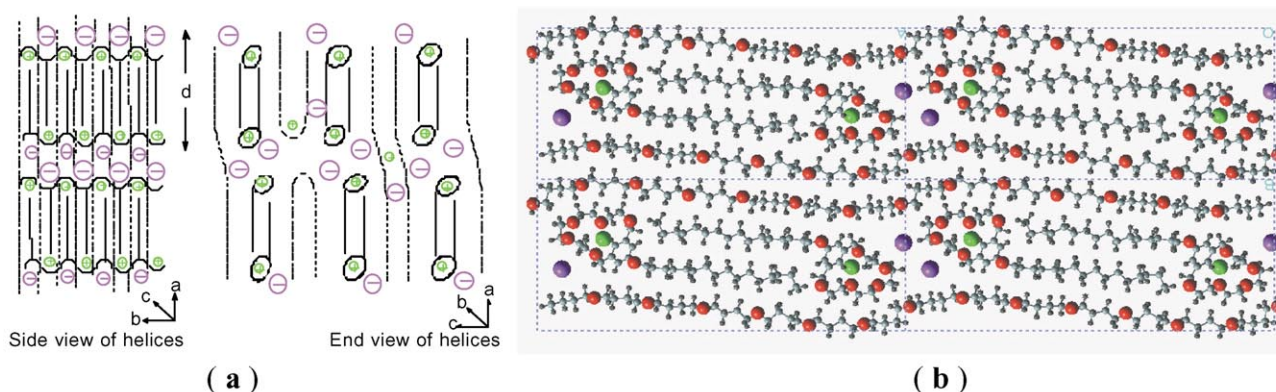 d
a
c
b
Side view of helices
a
b
c
End view of helices
( a )
( b )